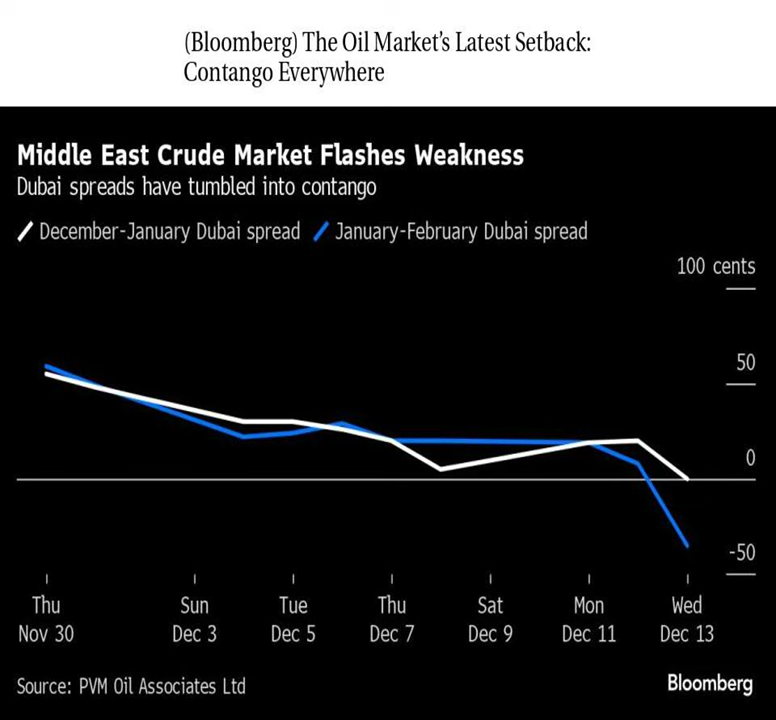 (Bloomberg) The Oil Market’s Latest Setback:
Contango Everywhere
Middle East Crude Market Flashes Weakness
Dubai spreads have tumbled into contango
December-January Dubai spread January-February Dubai spread
100 cents
50
0
-50
Thu Sun Tue Thu Sat Mon Wed
Nov 30 Dec 3 Dec 5 Dec 7 Dec 9 Dec 11 Dec 13
Source: PVM Oil Associates Ltd Bloomberg